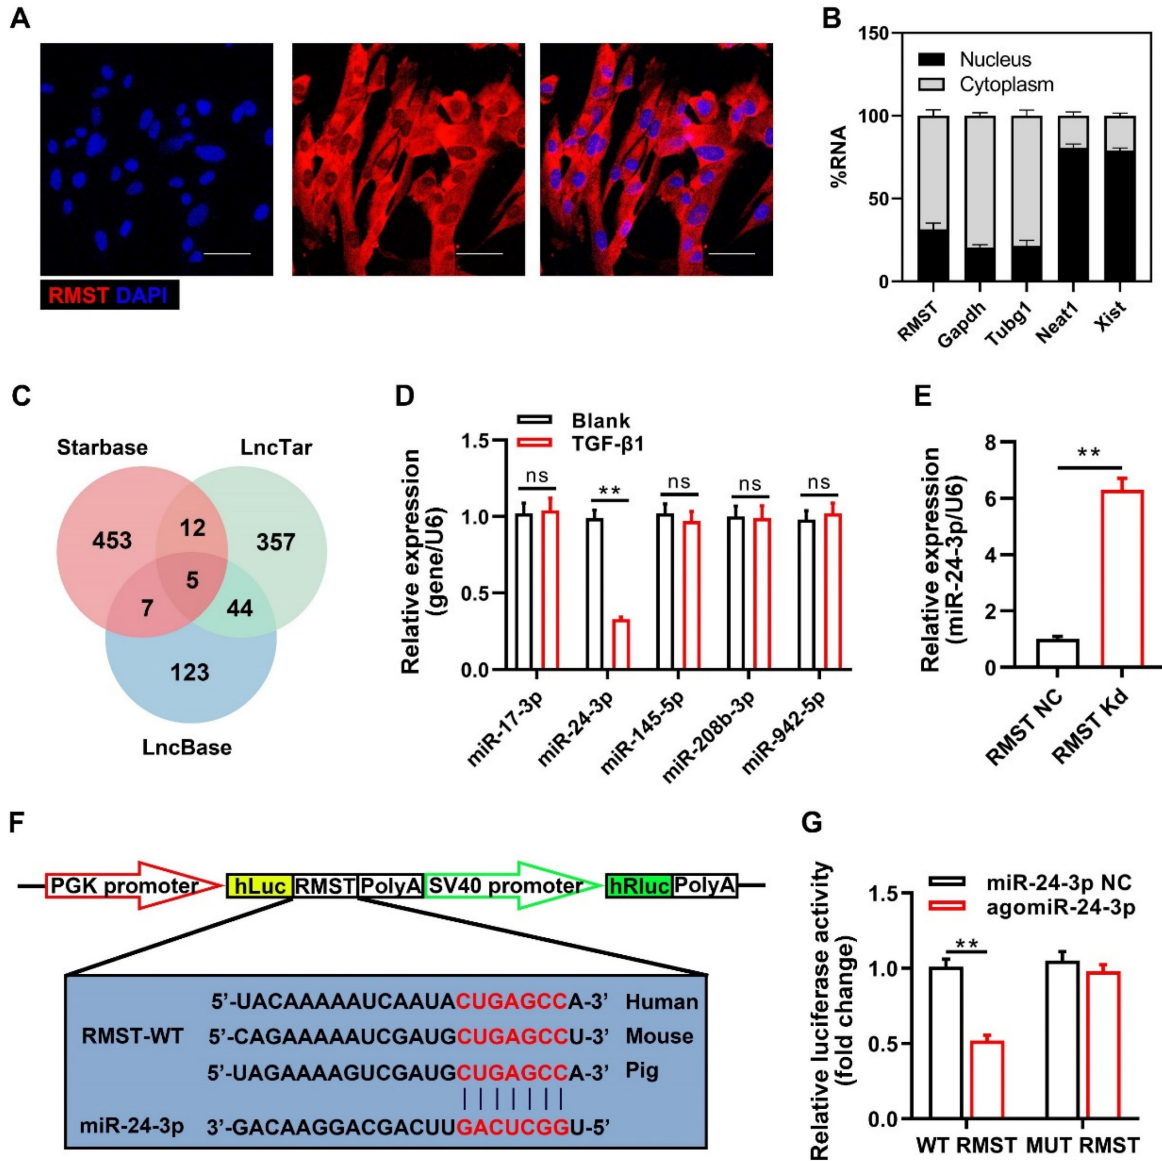 A
RMST DAPI
B
150
100
50
0
%RNA
Nucleus
Cytoplasm
RMST
Gapdh
Tubg1
Neat1
Xist
C
Starbase
LncTar
453
12
357
5
7
44
123
LncBase
D
Blank
TGF-β1
Relative expression
(gene/U6)
1.5
1.0
0.5
0.0
ns
**
ns
ns
ns
miR-17-3p
miR-24-3p
miR-145-5p
miR-208b-3p
miR-942-5p
E
Relative expression
(miR-24-3p/U6)
8
6
4
2
0
**
RMST NC
RMST Kd
F
PGK promoter
hLuc
RMST
PolyA
SV40 promoter
hRluc
PolyA
5’-UACAAAAAUCAAUACUGAGCCA-3’ Human
RMST-WT 5’-CAGAAAAAUCGAUGCUGAGCCU-3’ Mouse
5’-UAGAAAAGUCGAUGCUGAGCCA-3’ Pig
miR-24-3p 3’-GACAAGGACGACUUGACUCGGU-5’
G
miR-24-3p NC
agomiR-24-3p
Relative luciferase activity
(fold change)
1.5
1.0
0.5
0.0
**
WT RMST
MUT RMST